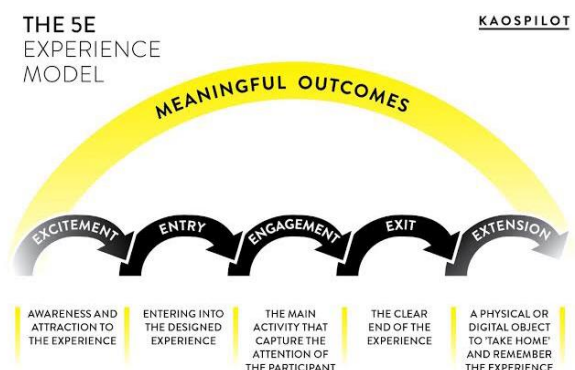 THE 5E
EXPERIENCE
MODEL
KAOSPILOT
MEANINGFUL OUTCOMES
EXCITEMENT
ENTRY
ENGAGEMENT
EXIT
EXTENSION
AWARENESS AND
ATTRACTION TO
THE EXPERIENCE
ENTERING INTO
THE DESIGNED
EXPERIENCE
THE MAIN
ACTIVITY THAT
CAPTURE THE
ATTENTION OF
THE PARTICIPANT
THE CLEAR
END OF THE
EXPERIENCE
A PHYSICAL OR
DIGITAL OBJECT
TO 'TAKE HOME'
AND REMEMBER
THE EXPERIENCE